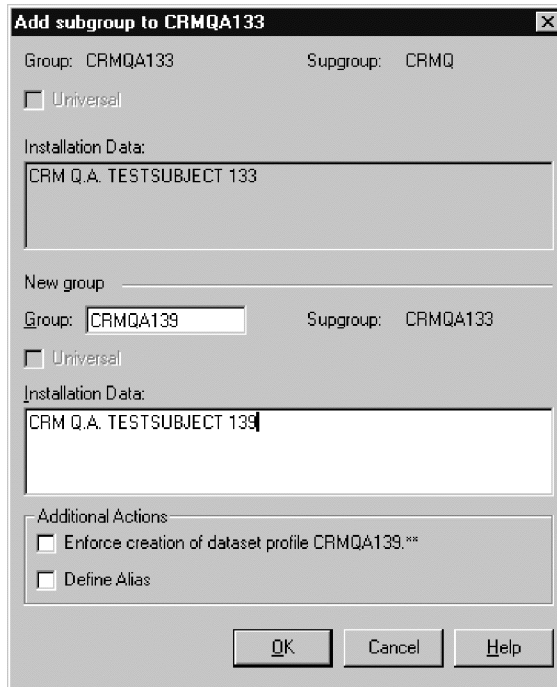 Add subgroup to CRMQA133
Group: CRMQA133 Supgroup: CRMQ
Universal
Installation Data:
CRM Q.A. TESTSUBJECT 133
New group
Group: CRMQA139 Supgroup: CRMQA133
Universal
Installation Data:
CRM Q.A. TESTSUBJECT 139
Additional Actions
Enforce creation of dataset profile CRMQA139.**
Define Alias
OK Cancel Help